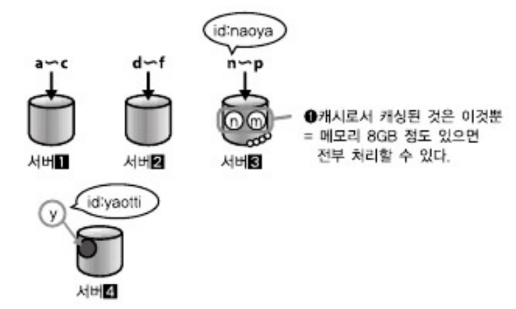 id:naoya
a~c
d~f
n~p
n m
❶캐시로서 캐싱된 것은 이것뿐
= 메모리 8GB 정도 있으면
전부 처리할 수 있다.
서버1
서버2
서버3
id:yaotti
y
서버4